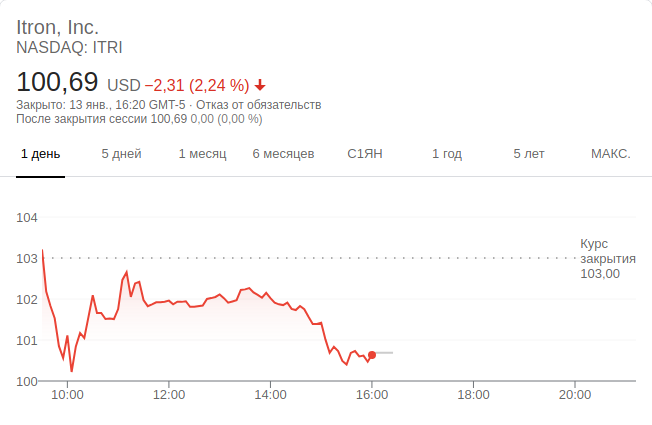 Itron, Inc.
NASDAQ: ITRI
100,69 USD −2,31 (2,24 %)
Закрыто: 13 янв., 16:20 GMT-5 · Отказ от обязательств
После закрытия сессии 100,69 0,00 (0,00 %)
1 день 5 дней 1 месяц 6 месяцев С1ЯН 1 год 5 лет МАКС.
104
103
102
101
100
Курс
закрытия
103,00
10:00 12:00 14:00 16:00 18:00 20:00